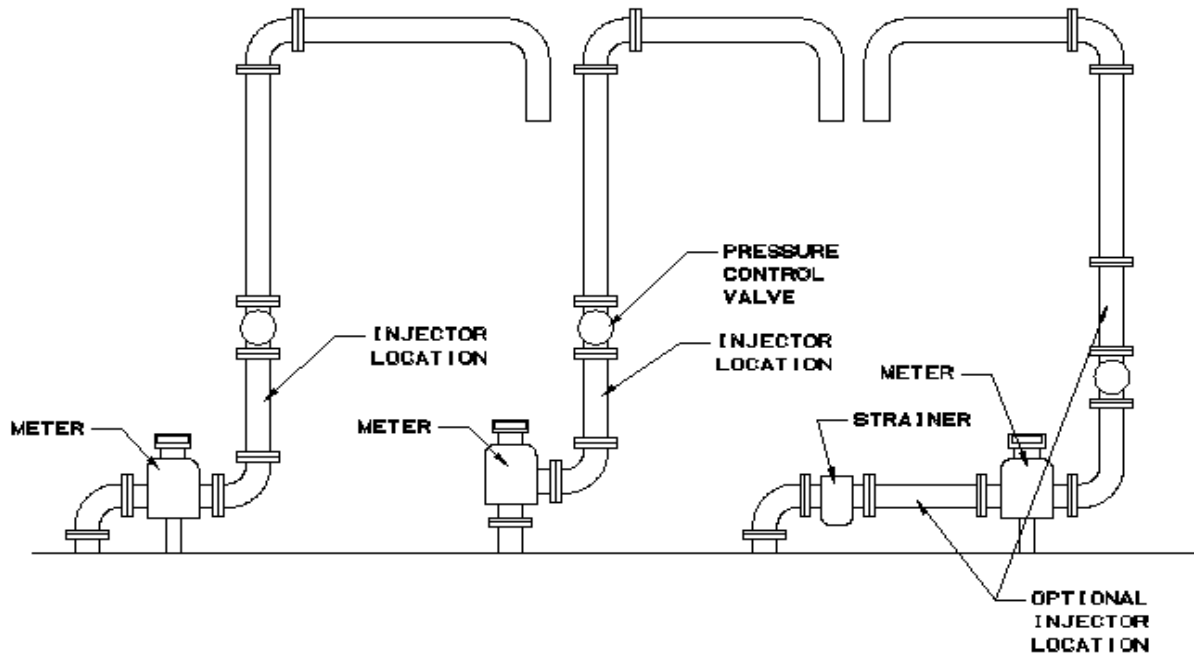 PRESSURE
CONTROL
VALVE
INJECTOR
LOCATION
INJECTOR
LOCATION
METER
STRAINER
METER
METER
OPTIONAL
INJECTOR
LOCATION